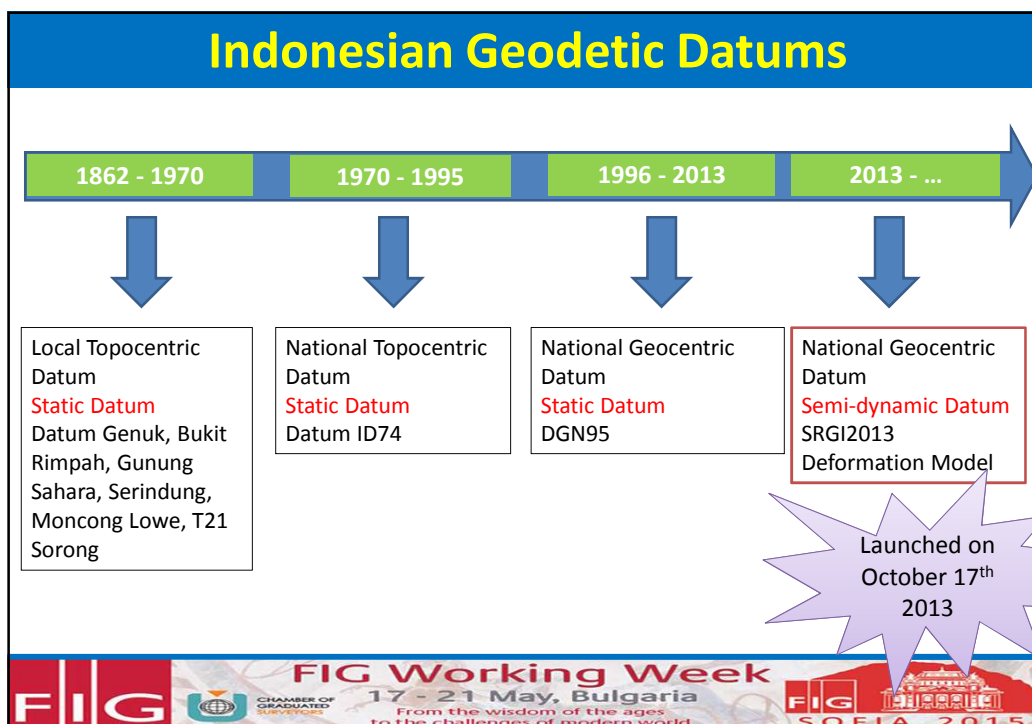 Indonesian Geodetic Datums
1862 - 1970
1970 - 1995
1996 - 2013
2013 - ...
Local Topocentric
Datum
Static Datum
Datum Genuk, Bukit
Rimpah, Gunung
Sahara, Serindung,
Moncong Lowe, T21
Sorong
National Topocentric
Datum
Static Datum
Datum ID74
National Geocentric
Datum
Static Datum
DGN95
National Geocentric
Datum
Semi-dynamic Datum
SRGI2013
Deformation Model
Launched on
October 17th
2013
FIG
CHAMBER OF
GRADUATED
SURVEYORS
FIG Working Week
17 - 21 May, Bulgaria
From the wisdom of the ages
to the challenges of modern world
FIG
SOFIA 2015